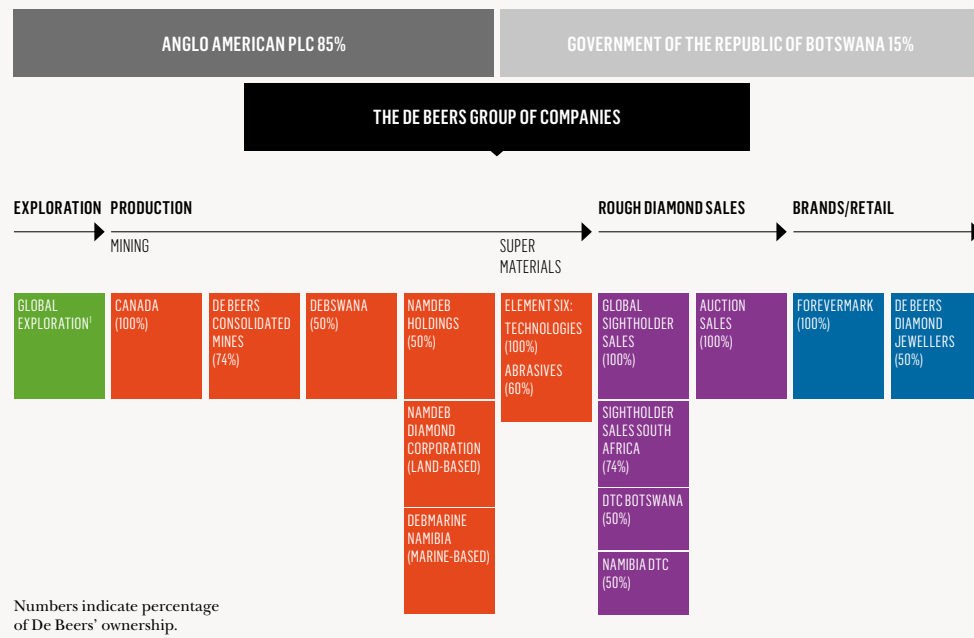 ANGLO AMERICAN PLC 85%
GOVERNMENT OF THE REPUBLIC OF BOTSWANA 15%
THE DE BEERS GROUP OF COMPANIES
EXPLORATION
PRODUCTION
ROUGH DIAMOND SALES
BRANDS/RETAIL
MINING
SUPER
MATERIALS
GLOBAL
EXPLORATION¹
CANADA
(100%)
DE BEERS
CONSOLIDATED
MINES
(74%)
DEBSWANA
(50%)
NAMDEB
HOLDINGS
(50%)
NAMDEB
DIAMOND
CORPORATION
(LAND-BASED)
DEBMARINE
NAMIBIA
(MARINE-BASED)
ELEMENT SIX:
TECHNOLOGIES
(100%)
ABRASIVES
(60%)
GLOBAL
SIGHTHOLDER
SALES
(100%)
SIGHTHOLDER
SALES SOUTH
AFRICA
(74%)
DTC BOTSWANA
(50%)
NAMIBIA DTC
(50%)
AUCTION
SALES
(100%)
FOREVERMARK
(100%)
DE BEERS
DIAMOND
JEWELLERS
(50%)
Numbers indicate percentage
of De Beers' ownership.